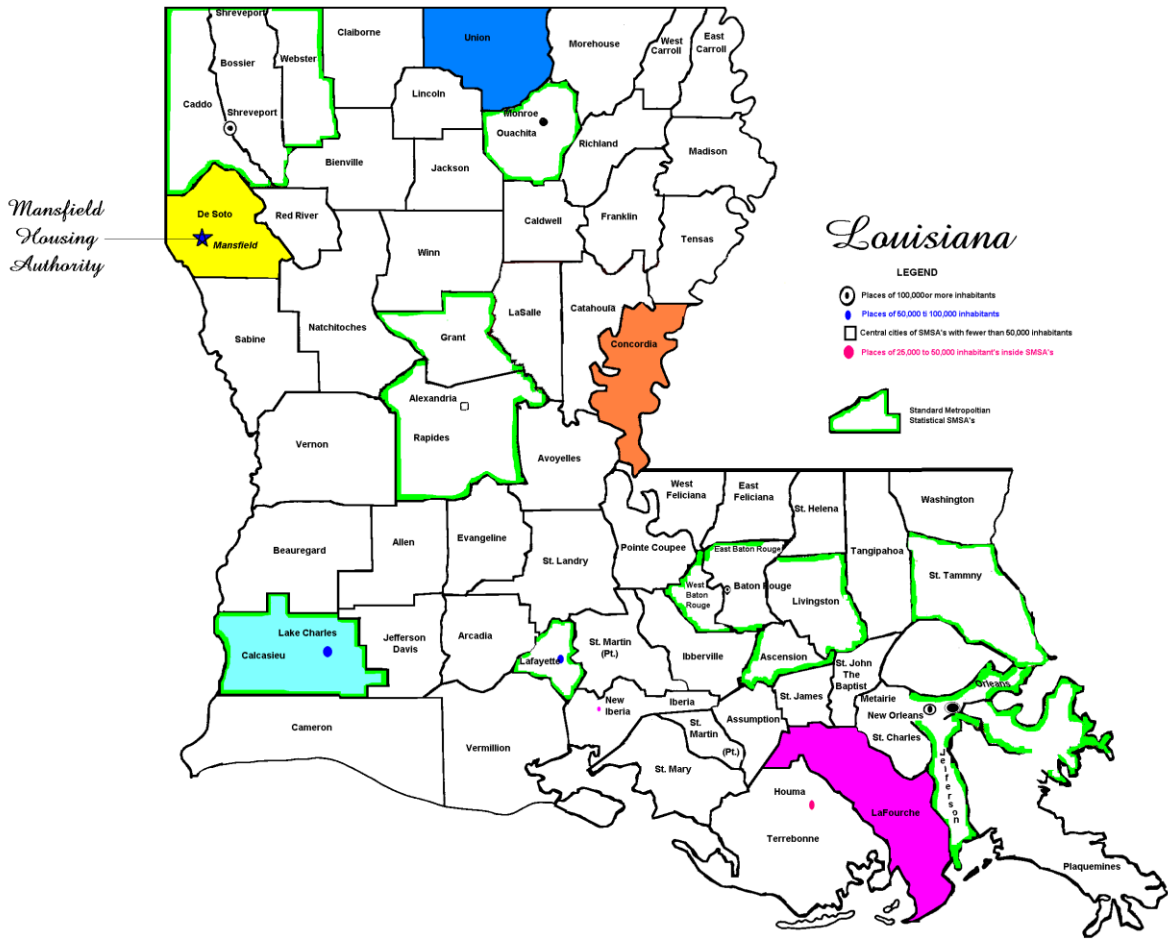 Shreveport
Claiborne
Union
Morehouse
West
Carroll
East
Carroll
Bossier
Webster
Lincoln
Caddo
Shreveport
Monroe
Ouachita
Richland
Madison
Bienville
Jackson
Mansfield
Housing
Authority
De Soto
Mansfield
Red River
Caldwell
Franklin
Tensas
Winn
Louisiana
LEGEND
Places of 100,000or more inhabitants
Places of 50,000 ti 100,000 inhabitants
Central cities of SMSA's with fewer than 50,000 inhabitants
Places of 25,000 to 50,000 inhabitant's inside SMSA's
Standard Metropoltian
Statistical SMSA's
Sabine
Natchitoches
Grant
LaSalle
Catahoula
Concordia
Alexandria
Rapides
Vernon
Avoyelles
West
Feliciana
East
Feliciana
St. Helena
Washington
Beauregard
Allen
Evangeline
St. Landry
Pointe Coupee
East Baton Rouge
Tangipahoa
St. Tammny
West
Baton
Rouge
Baton Rouge
Livingston
Lake Charles
Calcasieu
Jefferson
Davis
Arcadia
Lafayette
St. Martin
(Pt.)
Ibberville
Ascension
St. John
The
Baptist
Orleans
Cameron
Vermillion
New
Iberia
Iberia
St.
Martin
(Pt.)
Assumption
St. James
Metairie
New Orleans
St. Charles
Jefferson
St. Mary
Houma
Terrebonne
LaFourche
Plaquemines